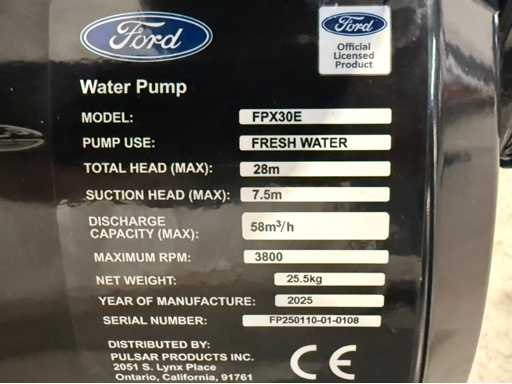 Ford
Ford
Official
Licensed
Product
Water Pump
MODEL: FPX30E
PUMP USE: FRESH WATER
TOTAL HEAD (MAX): 28m
SUCTION HEAD (MAX): 7.5m
DISCHARGE
CAPACITY (MAX): 58m³/h
MAXIMUM RPM: 3800
NET WEIGHT: 25.5kg
YEAR OF MANUFACTURE: 2025
SERIAL NUMBER: FP250110-01-0108
DISTRIBUTED BY:
PULSAR PRODUCTS INC.
2051 S. Lynx Place
Ontario, California, 91761
CE